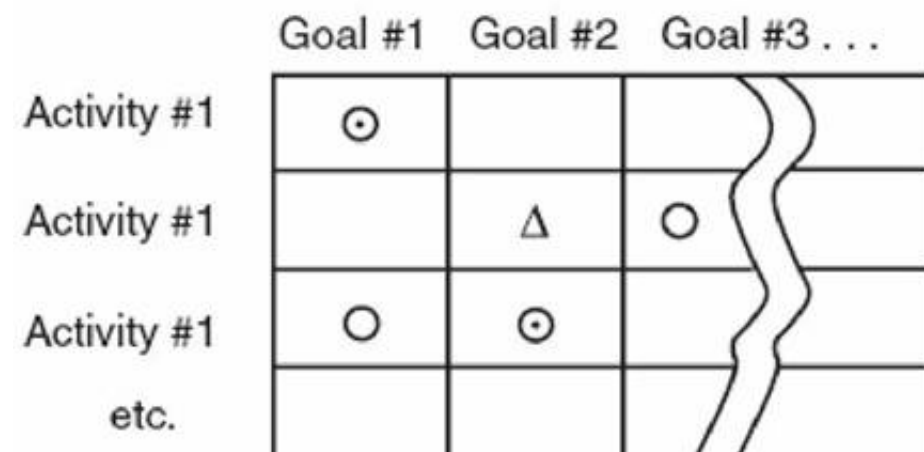 Goal #1 Goal #2 Goal #3 . . .
Activity #1
Activity #1 Δ
Activity #1
etc.